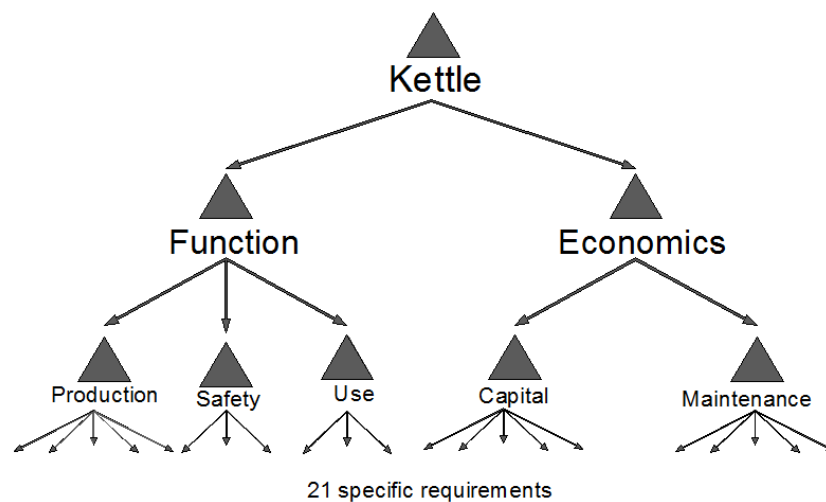 Kettle
Function
Economics
Production
Safety
Use
Capital
Maintenance
21 specific requirements